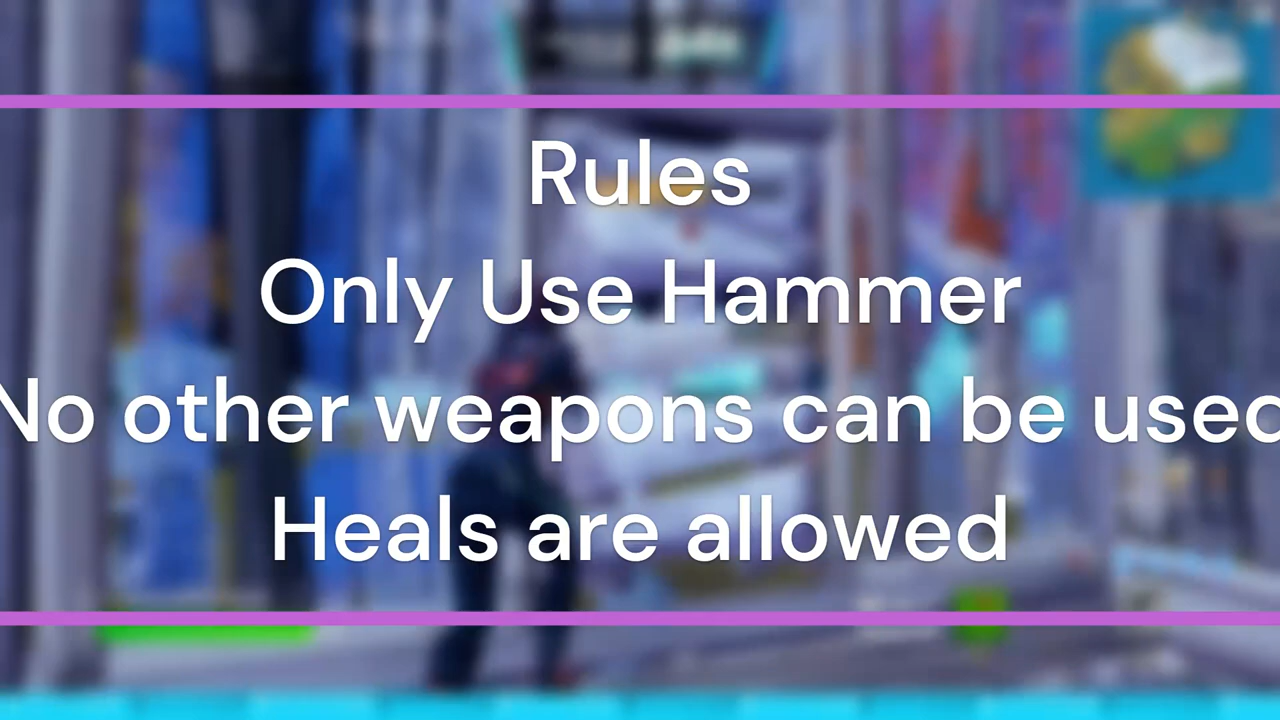 Rules
Only Use Hammer
No other weapons can be used
Heals are allowed